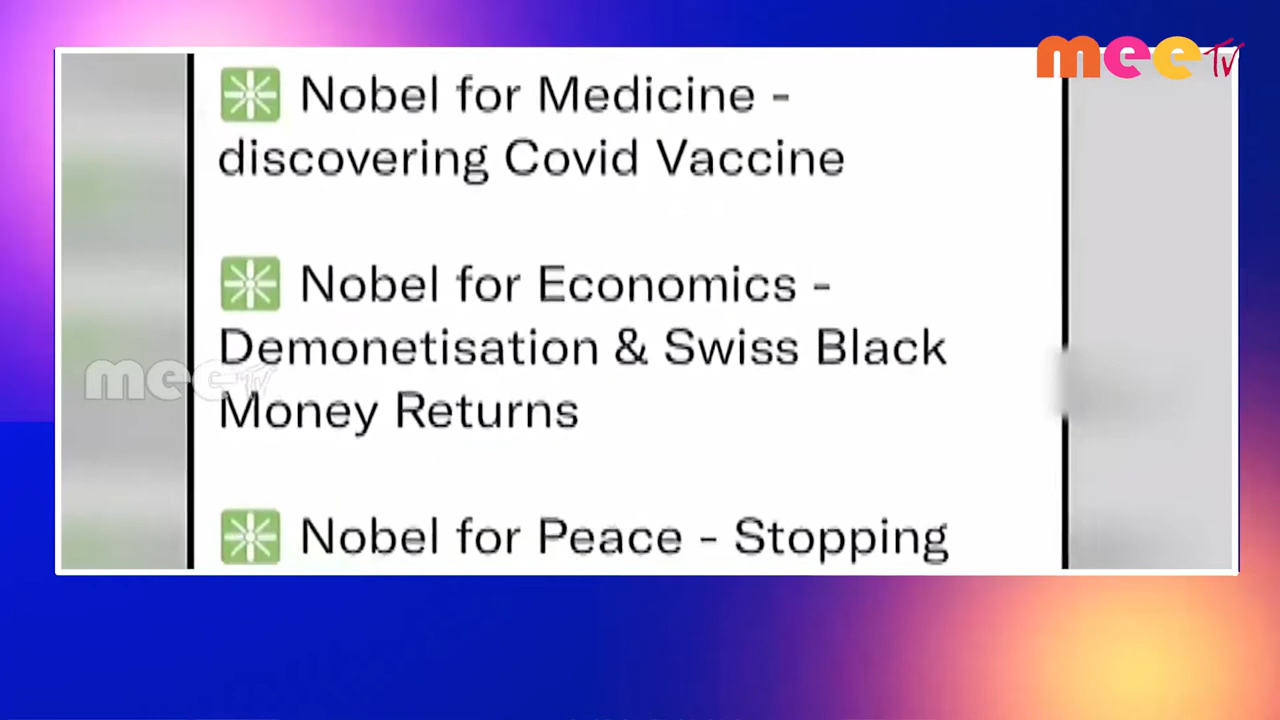 mee TV
✳️ Nobel for Medicine -
discovering Covid Vaccine
✳️ Nobel for Economics -
Demonetisation & Swiss Black
mee TV
Money Returns
✳️ Nobel for Peace - Stopping